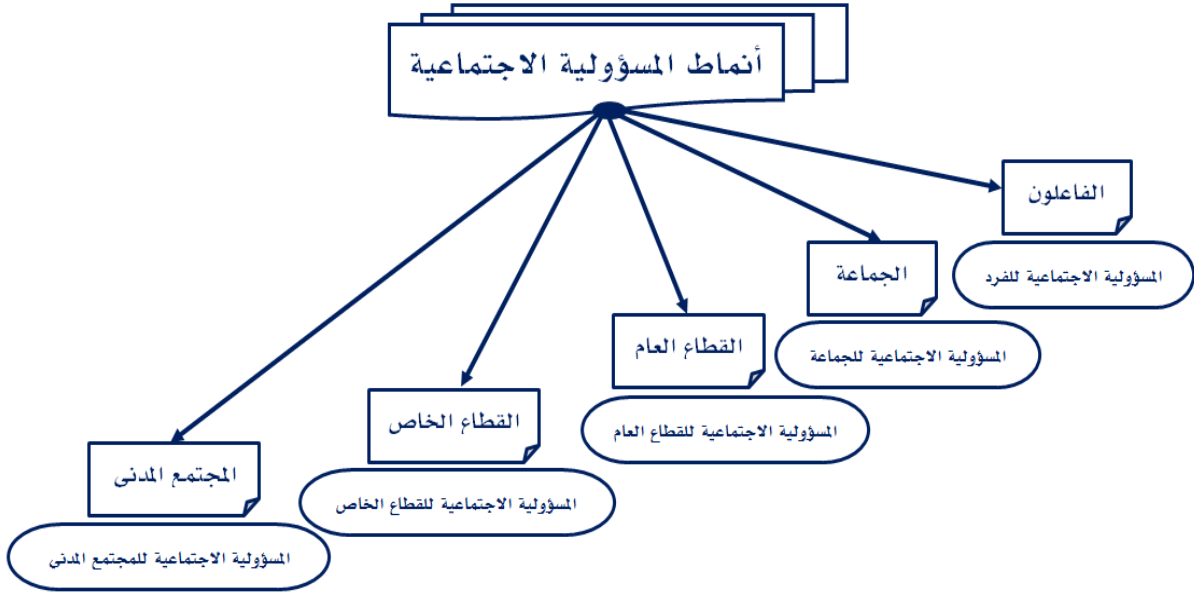 أنماط المسؤولية الاجتماعية
الفاعلون
المسؤولية الاجتماعية للفرد
الجماعة
المسؤولية الاجتماعية للجماعة
القطاع العام
المسؤولية الاجتماعية للقطاع العام
القطاع الخاص
المسؤولية الاجتماعية للقطاع الخاص
المجتمع المدنى
المسؤولية الاجتماعية للمجتمع المدنى